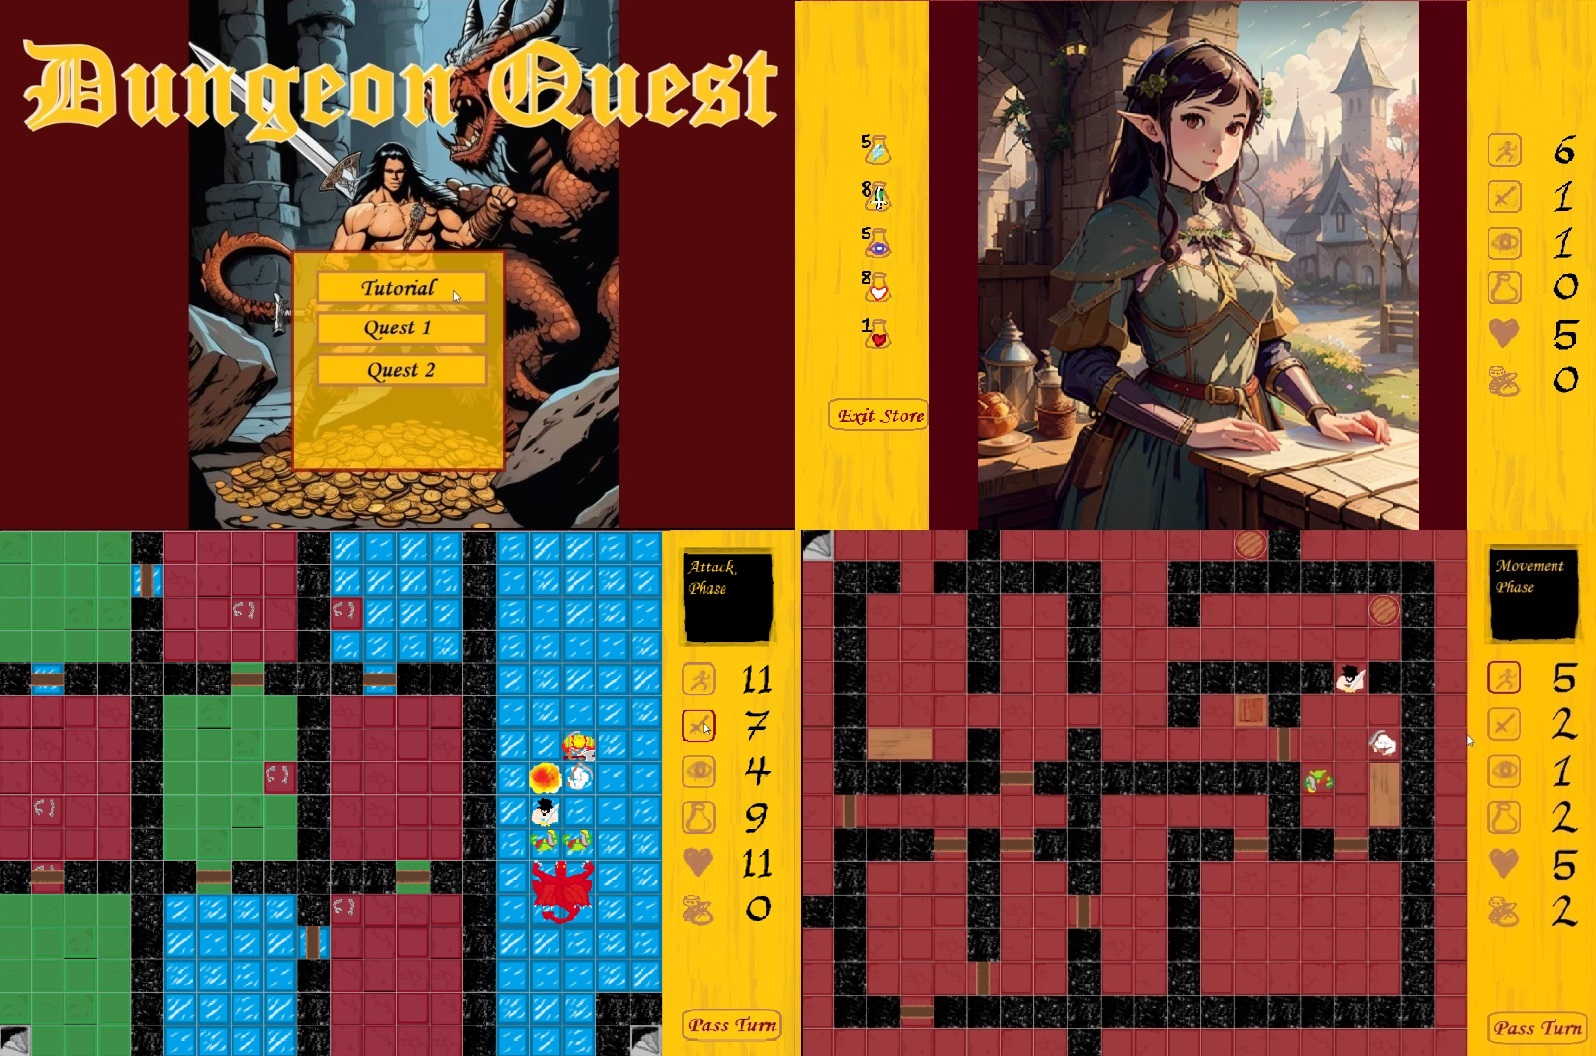 Dungeon Quest
Tutorial
Quest 1
Quest 2
5
8
5
8
1
Exit Store
6
1
1
0
5
0
Attack
Phase
11
7
4
9
11
0
Pass Turn
Movement
Phase
5
2
1
2
5
2
Pass Turn